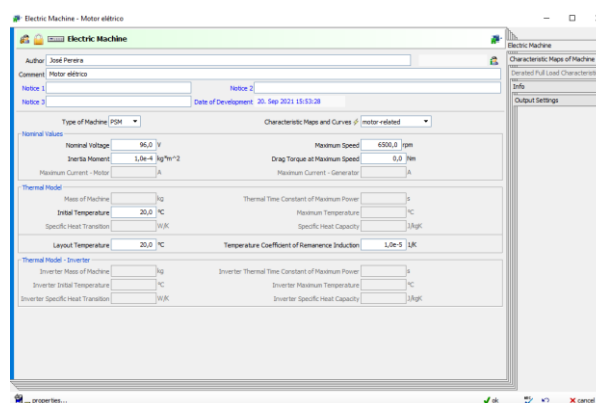 Electric Machine - Motor elétrico
Electric Machine
Author José Pereira
Comment Motor elétrico
Notice 1 Notice 2
Notice 3 Date of Development 20. Sep 2021 15:53:28
Type of Machine PSM Characteristic Maps and Curves motor-related
Nominal Values
Nominal Voltage 96,0 V Maximum Speed 6500,0 rpm
Inertia Moment 1,0e-4 kg*m^2 Drag Torque at Maximum Speed 0,0 Nm
Maximum Current - Motor A Maximum Current - Generator A
Thermal Model
Mass of Machine kg Thermal Time Constant of Maximum Power s
Initial Temperature 20,0 °C Maximum Temperature °C
Specific Heat Transition W/K Specific Heat Capacity J/kgK
Layout Temperature 20,0 °C Temperature Coefficient of Remanence Induction 1,0e-5 1/K
Thermal Model - Inverter
Inverter Mass of Machine kg Inverter Thermal Time Constant of Maximum Power s
Inverter Initial Temperature °C Inverter Maximum Temperature °C
Inverter Specific Heat Transition W/K Inverter Specific Heat Capacity J/kgK
Electric Machine
Characteristic Maps of Machine
Derated Full Load Characteristi
Info
Output Settings
... properties... ok cancel